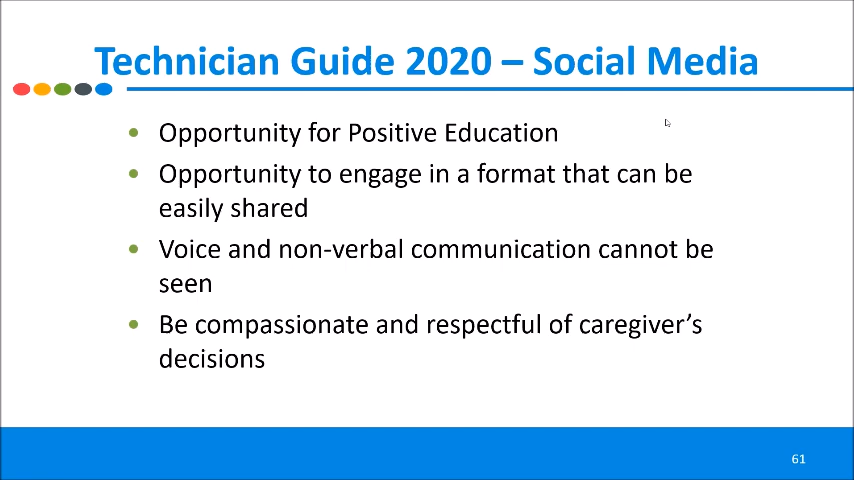 Technician Guide 2020 – Social Media
• Opportunity for Positive Education
• Opportunity to engage in a format that can be
easily shared
• Voice and non-verbal communication cannot be
seen
• Be compassionate and respectful of caregiver’s
decisions
61